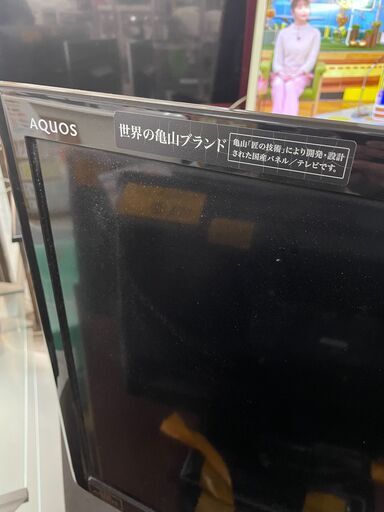 AQUOS
世界の亀山ブランド
亀山「匠の技術」により開発・設計
された国産パネル／テレビです。